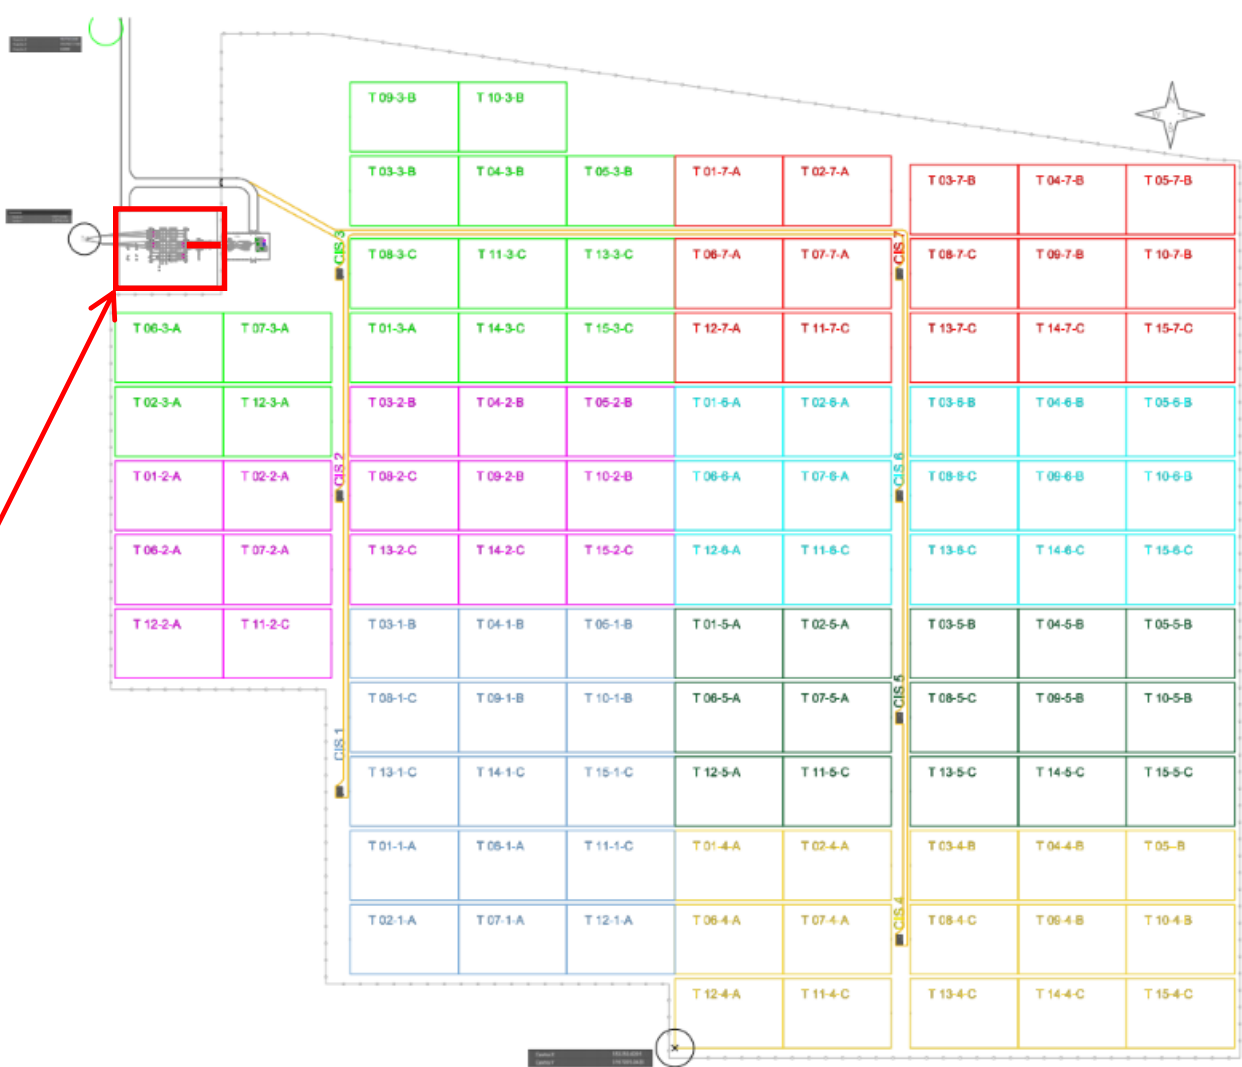 T 09-3-B T 10-3-B
T 03-3-B T 04-3-B T 05-3-B T 01-7-A T 02-7-A T 03-7-B T 04-7-B T 05-7-B
CIS 3 CIS 7
T 08-3-C T 11-3-C T 13-3-C T 06-7-A T 07-7-A T 08-7-C T 09-7-B T 10-7-B
T 06-3-A T 07-3-A T 01-3-A T 14-3-C T 15-3-C T 12-7-A T 11-7-C T 13-7-C T 14-7-C T 15-7-C
T 02-3-A T 12-3-A T 03-2-B T 04-2-B T 05-2-B T 01-6-A T 02-6-A T 03-6-B T 04-6-B T 05-6-B
CIS 2 CIS 6
T 01-2-A T 02-2-A T 08-2-C T 09-2-B T 10-2-B T 06-6-A T 07-6-A T 08-6-C T 09-6-B T 10-6-B
T 06-2-A T 07-2-A T 13-2-C T 14-2-C T 15-2-C T 12-6-A T 11-6-C T 13-6-C T 14-6-C T 15-6-C
T 12-2-A T 11-2-C T 03-1-B T 04-1-B T 05-1-B T 01-5-A T 02-5-A T 03-5-B T 04-5-B T 05-5-B
CIS 5
T 08-1-C T 09-1-B T 10-1-B T 06-5-A T 07-5-A T 08-5-C T 09-5-B T 10-5-B
CIS 1
T 13-1-C T 14-1-C T 15-1-C T 12-5-A T 11-5-C T 13-5-C T 14-5-C T 15-5-C
T 01-1-A T 06-1-A T 11-1-C T 01-4-A T 02-4-A T 03-4-B T 04-4-B T 05--B
CIS 4
T 02-1-A T 07-1-A T 12-1-A T 06-4-A T 07-4-A T 08-4-C T 09-4-B T 10-4-B
T 12-4-A T 11-4-C T 13-4-C T 14-4-C T 15-4-C